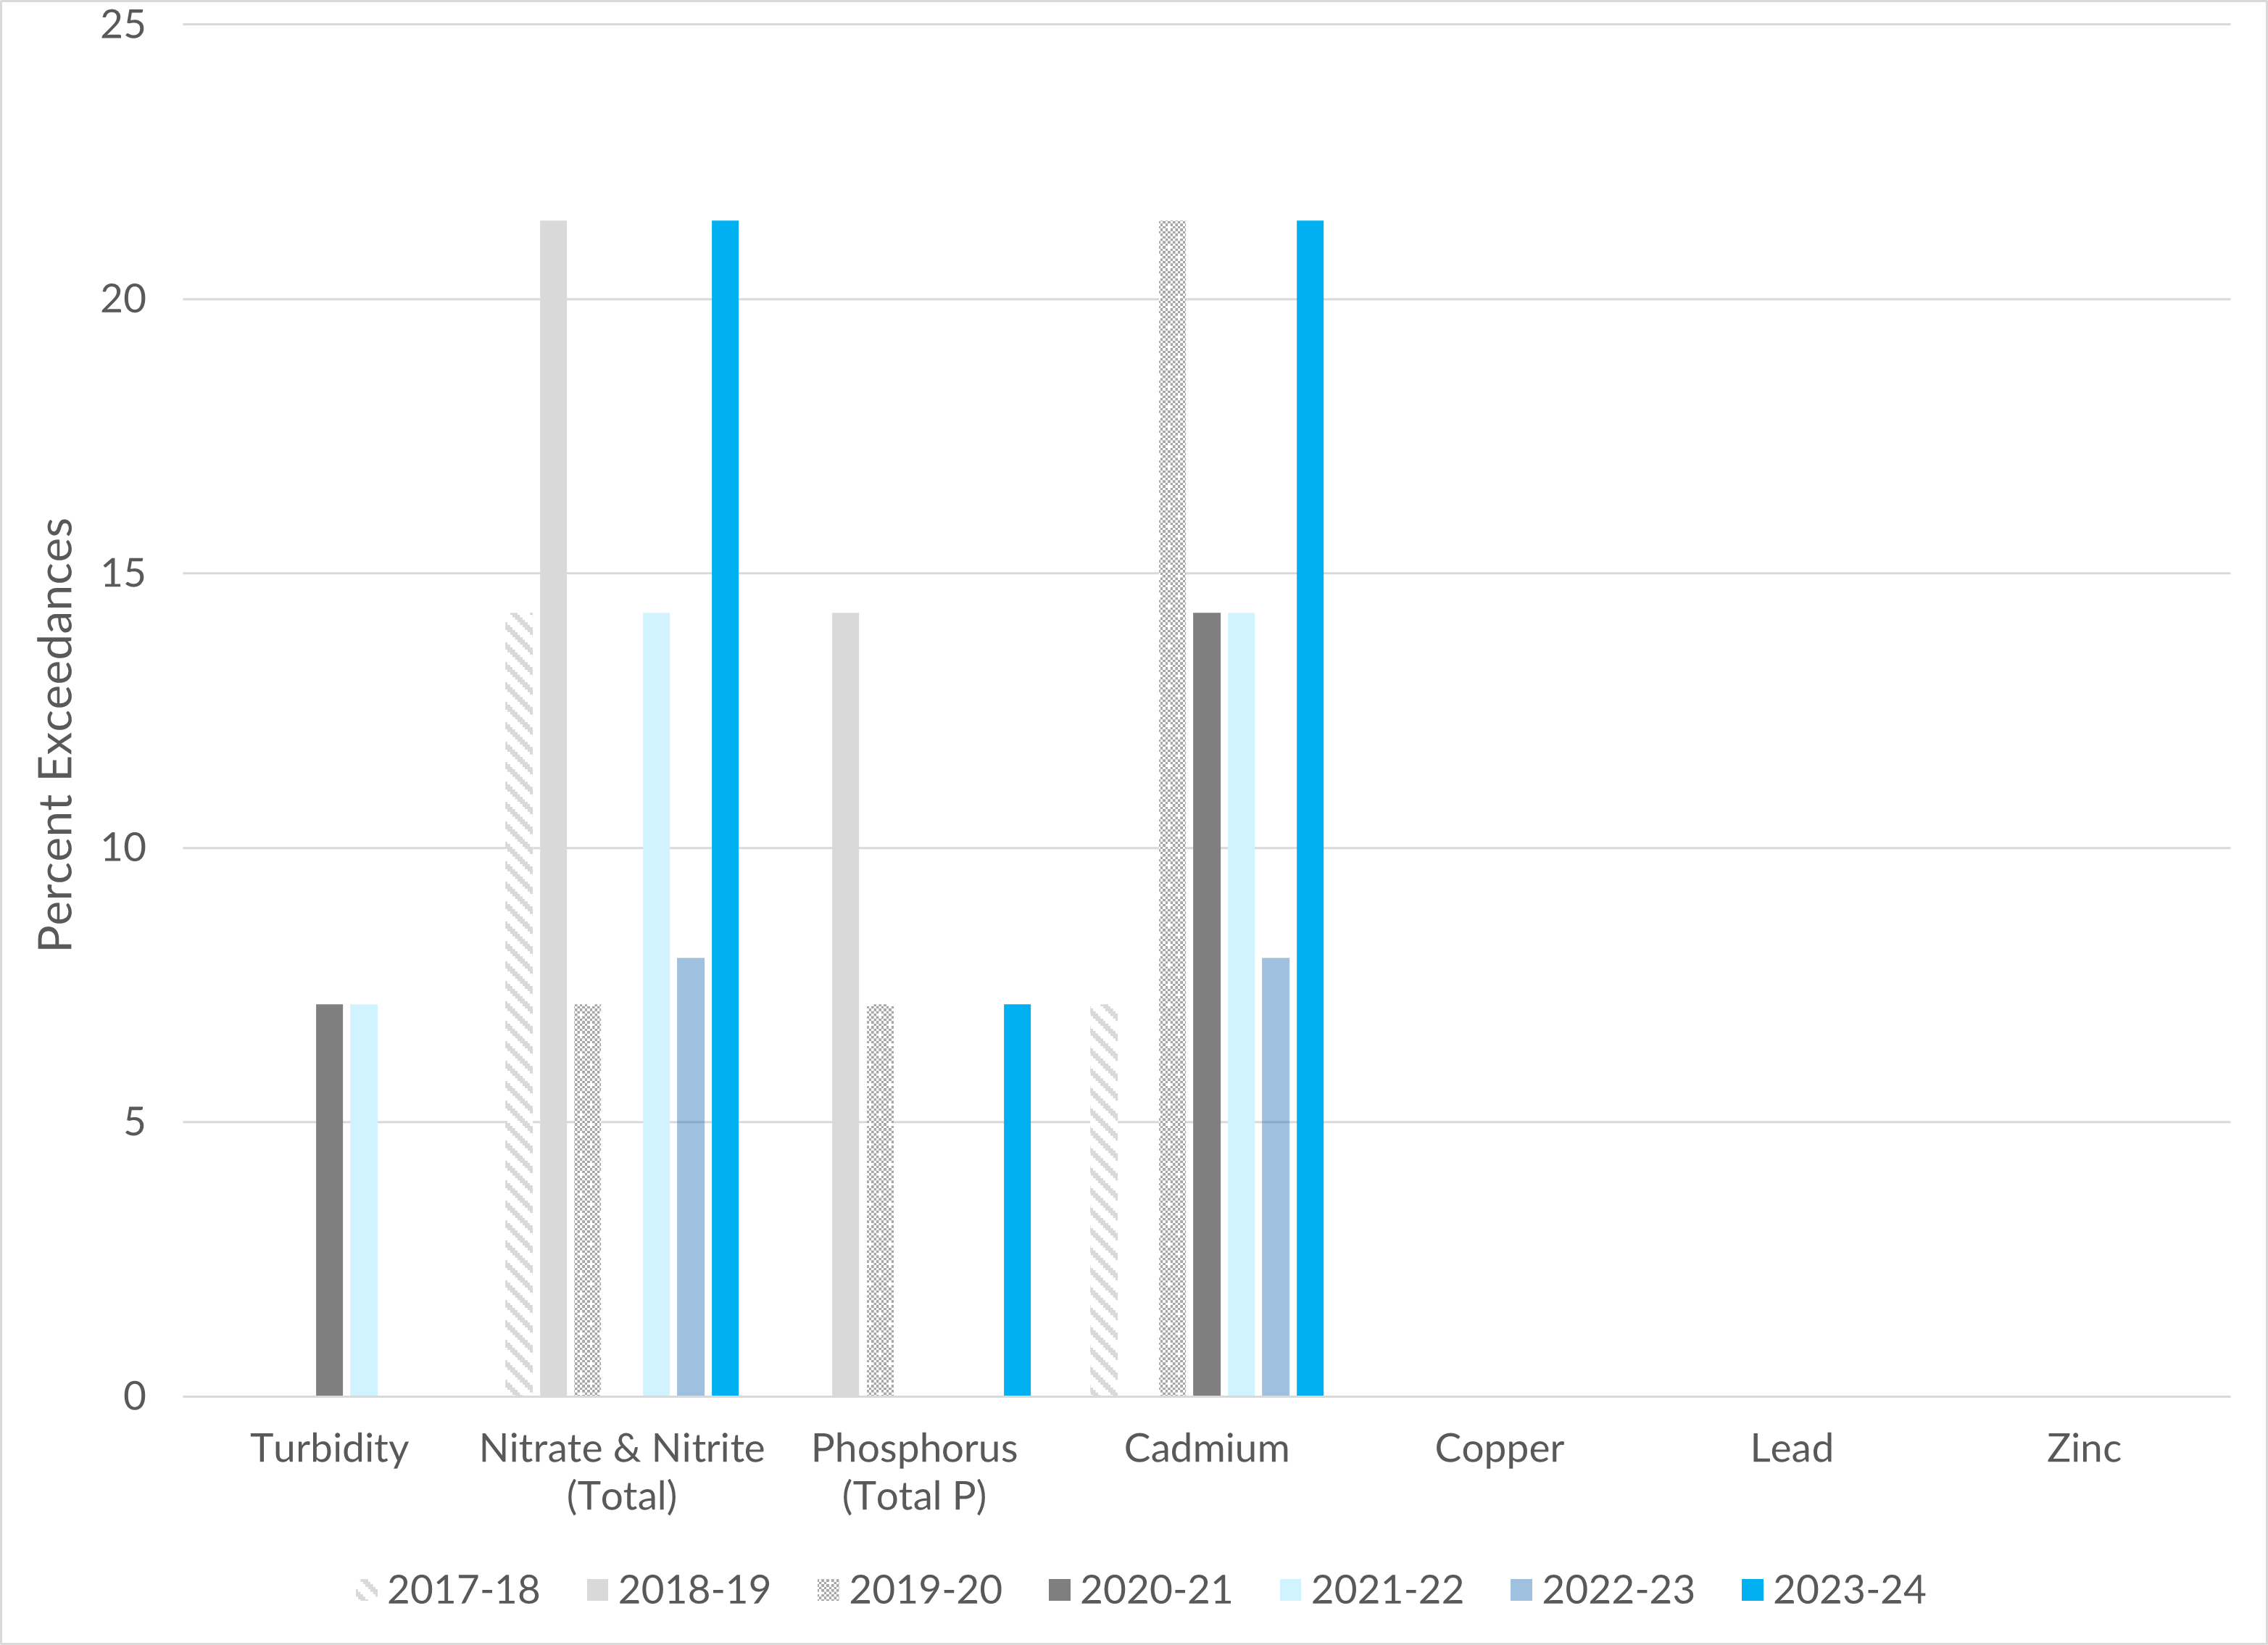 25
20
15
10
5
0
Percent Exceedances
Turbidity
Nitrate & Nitrite
(Total)
Phosphorus
(Total P)
Cadmium
Copper
Lead
Zinc
2017-18 2018-19 2019-20 2020-21 2021-22 2022-23 2023-24